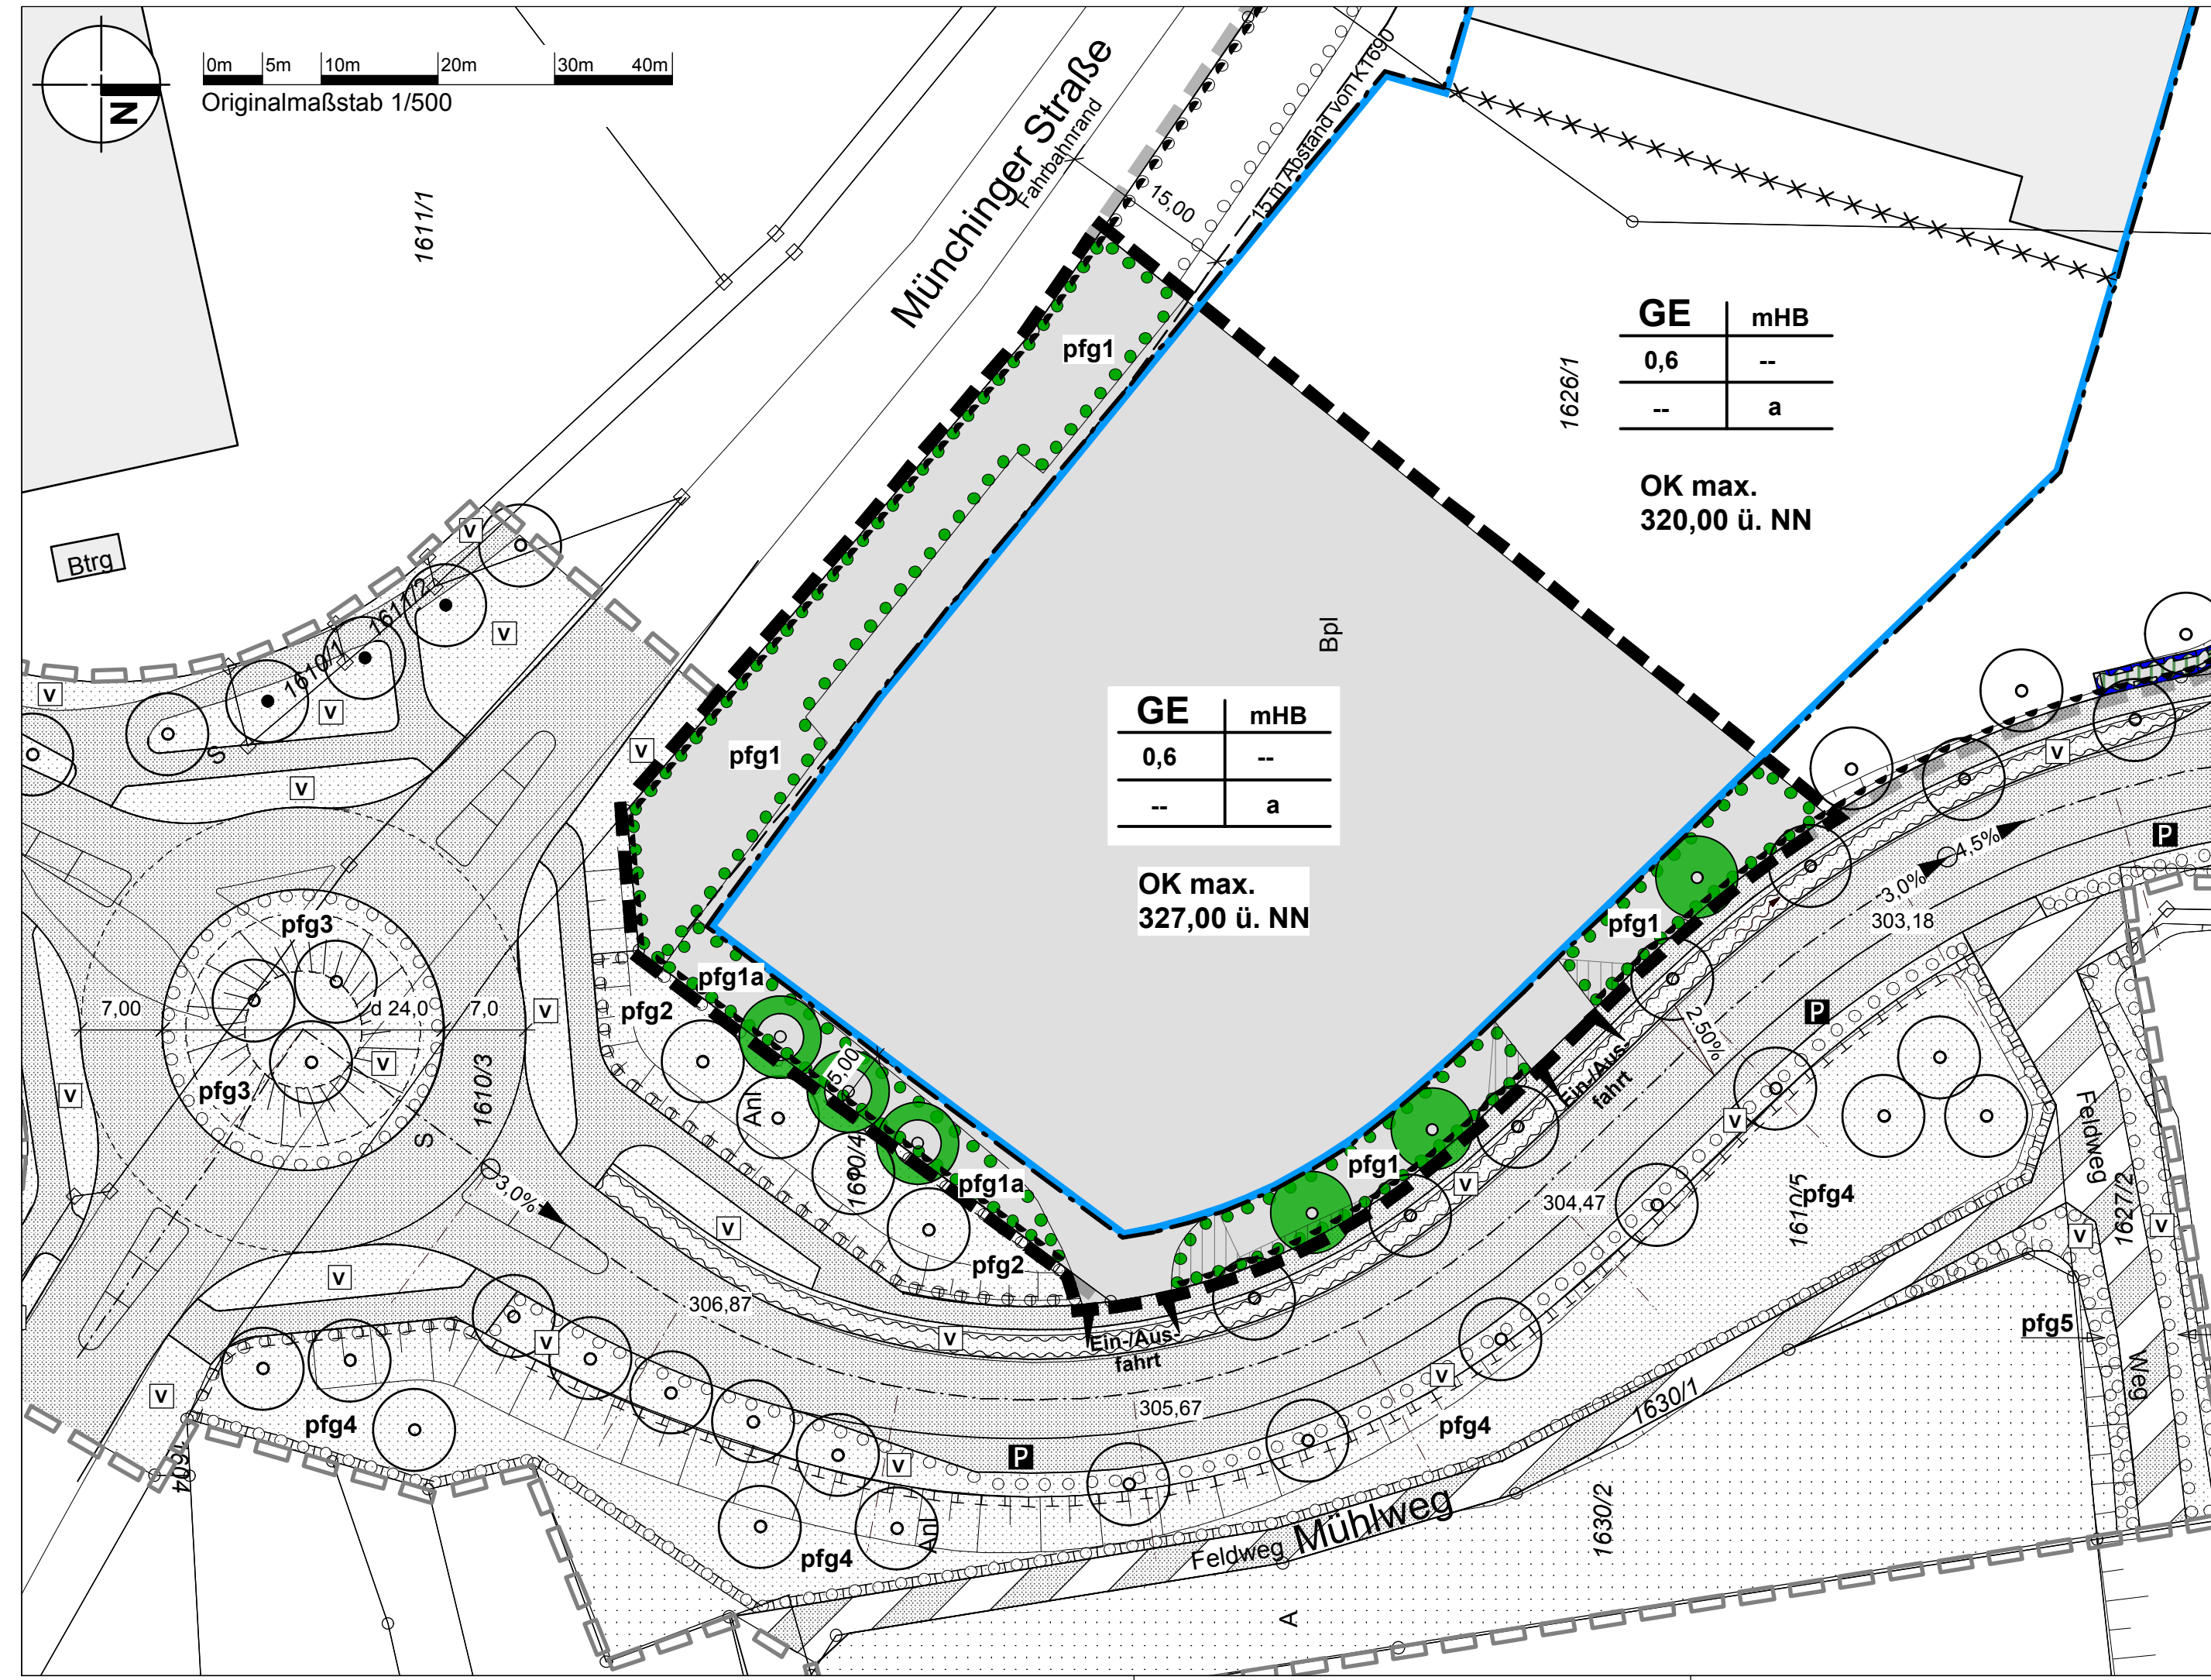 0m 5m 10m 20m 30m 40m
Originalmaßstab 1/500
N
1611/1
Münchinger Straße
Fahrbahnrand
15,00
15 m Abstand von K1690
pfg1
1626/1
GE mHB
0,6 --
-- a
OK max.
320,00 ü. NN
Btrg
V
1611/2
V
1610/1
V
V
S
V
V
pfg1
Bpl
GE mHB
0,6 --
-- a
OK max.
327,00 ü. NN
V
P
4,5%
3,0%
303,18
pfg1
pfg3
pfg1a
pfg2
7,00
d 24,0
7,0
V
V
pfg3
V
1610/3
S
5,00
Anl
1690/4
P
2,50%
Ein-/Aus-
fahrt
V
Feldweg
1627/2
3,0%
pfg1a
pfg1
V
304,47
1610/5
pfg4
V
V
V
pfg2
V
306,87
V
Ein-/Aus-
fahrt
V
pfg5
Weg
V
V
pfg4
305,67
pfg4
1630/1
1604
P
V
Anl
pfg4
Feldweg
Mühlweg
1630/2
A